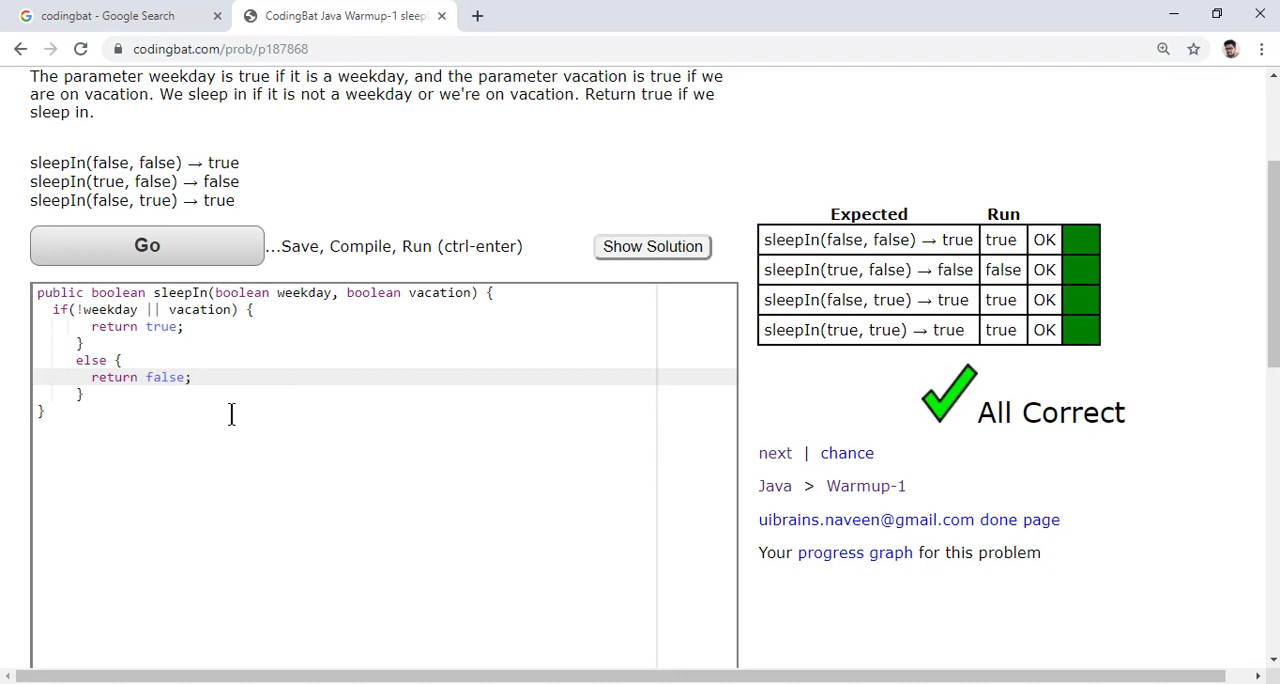 codingbat - Google Search
CodingBat Java Warmup-1 sleep
codingbat.com/prob/p187868
The parameter weekday is true if it is a weekday, and the parameter vacation is true if we
are on vacation. We sleep in if it is not a weekday or we're on vacation. Return true if we
sleep in.
sleepIn(false, false) → true
sleepIn(true, false) → false
sleepIn(false, true) → true
Go
...Save, Compile, Run (ctrl-enter)
Show Solution
public boolean sleepIn(boolean weekday, boolean vacation) {
if(!weekday || vacation) {
return true;
}
else {
return false;
}
}
Expected Run
sleepIn(false, false) → true true OK
sleepIn(true, false) → false false OK
sleepIn(false, true) → true true OK
sleepIn(true, true) → true true OK
All Correct
next | chance
Java > Warmup-1
uibrains.naveen@gmail.com done page
Your progress graph for this problem